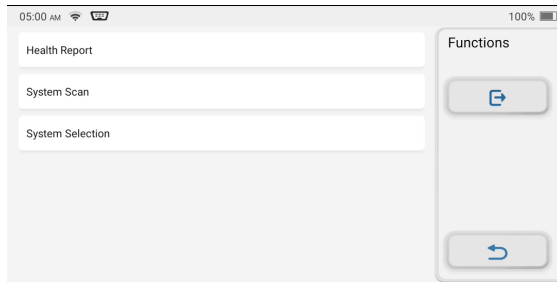 05:00 AM
100%
Health Report
System Scan
System Selection
Functions